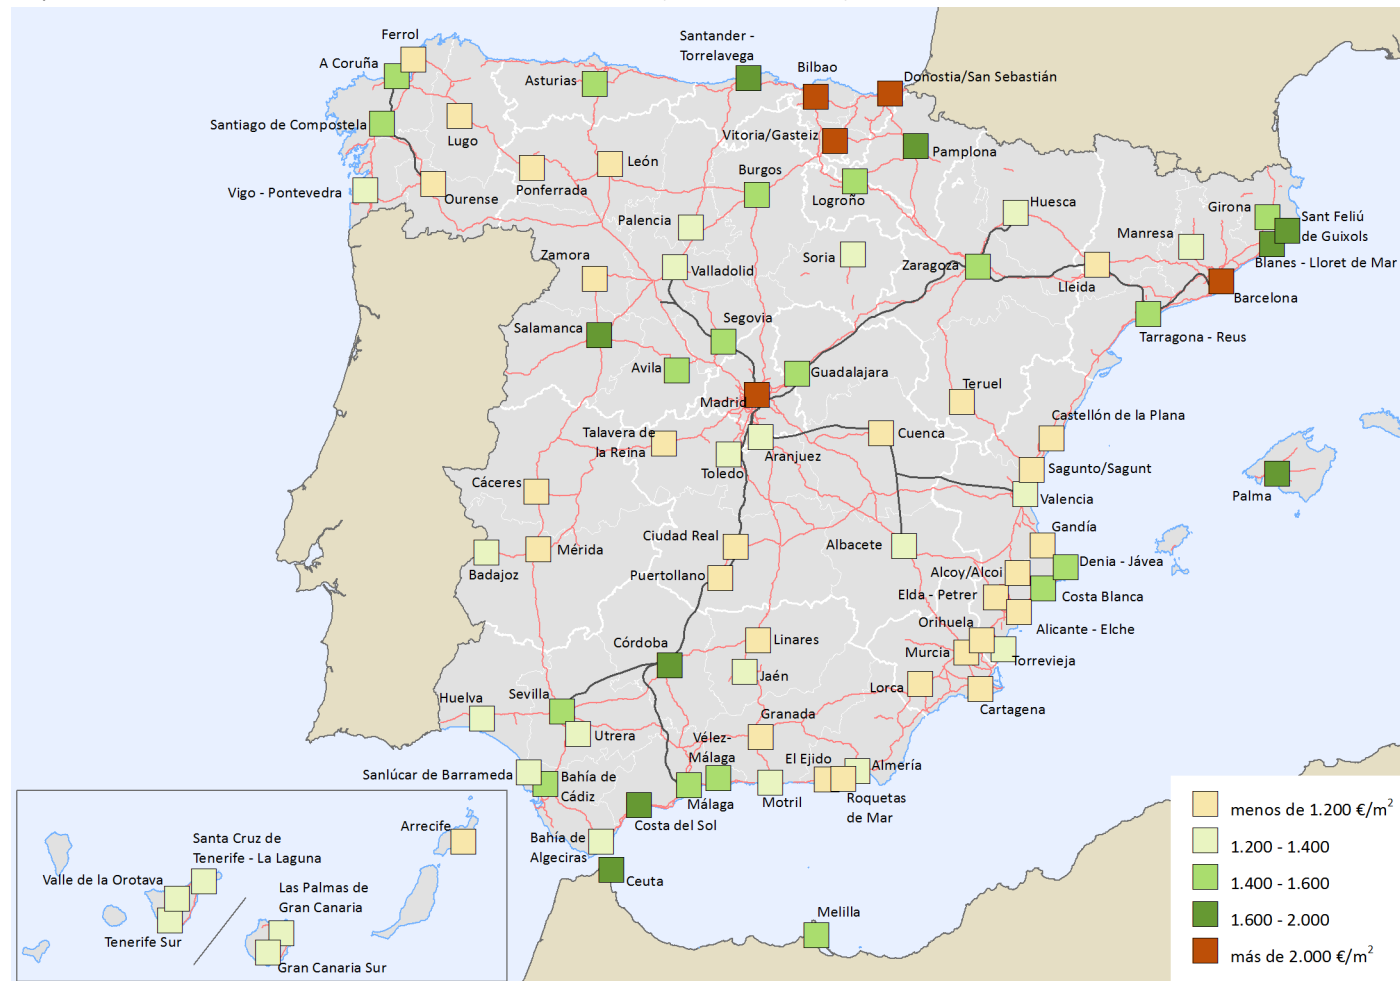 Ferrol
Santander -
Torrelavega
A Coruña
Bilbao
Donostia/San Sebastián
Asturias
Santiago de Compostela
Lugo
Vitoria/Gasteiz
Pamplona
León
Ponferrada
Burgos
Vigo - Pontevedra
Ourense
Logroño
Huesca
Girona
Sant Feliú
de Guixols
Palencia
Manresa
Zamora
Valladolid
Soria
Zaragoza
Blanes - Lloret de Mar
Lleida
Barcelona
Salamanca
Segovia
Tarragona - Reus
Avila
Guadalajara
Madrid
Teruel
Castellón de la Plana
Talavera de
la Reina
Cuenca
Aranjuez
Toledo
Sagunto/Sagunt
Cáceres
Valencia
Palma
Gandía
Ciudad Real
Albacete
Mérida
Badajoz
Denia - Jávea
Puertollano
Alcoy/Alcoi
Elda - Petrer
Costa Blanca
Orihuela
Alicante - Elche
Córdoba
Linares
Murcia
Torrevieja
Jaén
Lorca
Huelva
Sevilla
Cartagena
Granada
Utrera
Vélez-
Málaga
El Ejido
Almería
Sanlúcar de Barrameda
Bahía de
Cádiz
Málaga
Motril
Roquetas
de Mar
Costa del Sol
Bahía de
Algeciras
Ceuta
Melilla
Arrecife
Santa Cruz de
Tenerife - La Laguna
Valle de la Orotava
Las Palmas de
Gran Canaria
Tenerife Sur
Gran Canaria Sur
menos de 1.200 €/m²
1.200 - 1.400
1.400 - 1.600
1.600 - 2.000
más de 2.000 €/m²